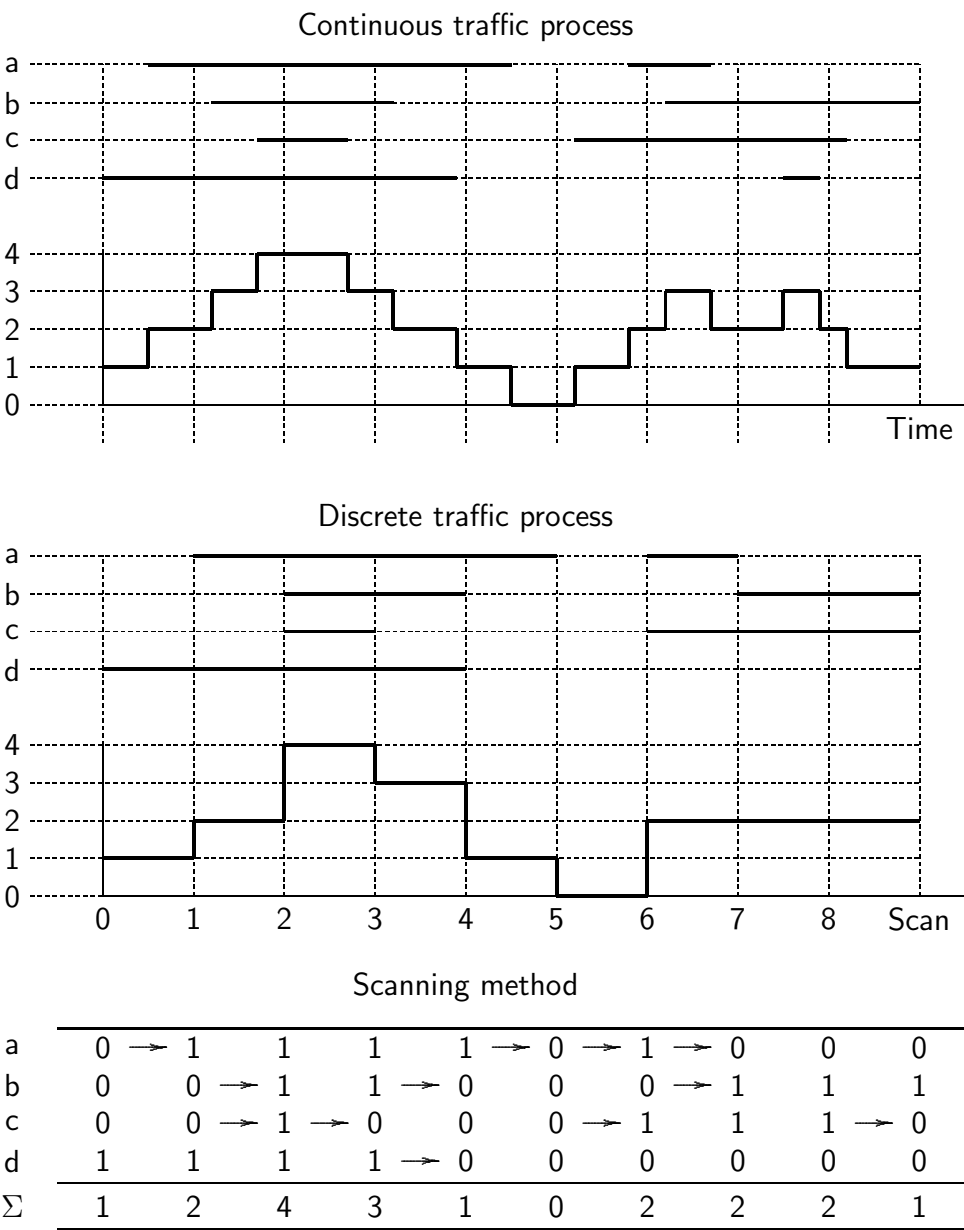 Continuous traffic process
a
b
c
d
4
3
2
1
0
Time
Discrete traffic process
a
b
c
d
4
3
2
1
0
0 1 2 3 4 5 6 7 8 Scan
Scanning method
a 0 → 1 1 1 1 → 0 → 1 → 0 0 0
b 0 0 → 1 1 → 0 0 0 → 1 1 1
c 0 0 → 1 → 0 0 0 → 1 1 1 → 0
d 1 1 1 1 → 0 0 0 0 0 0
Σ 1 2 4 3 1 0 2 2 2 1